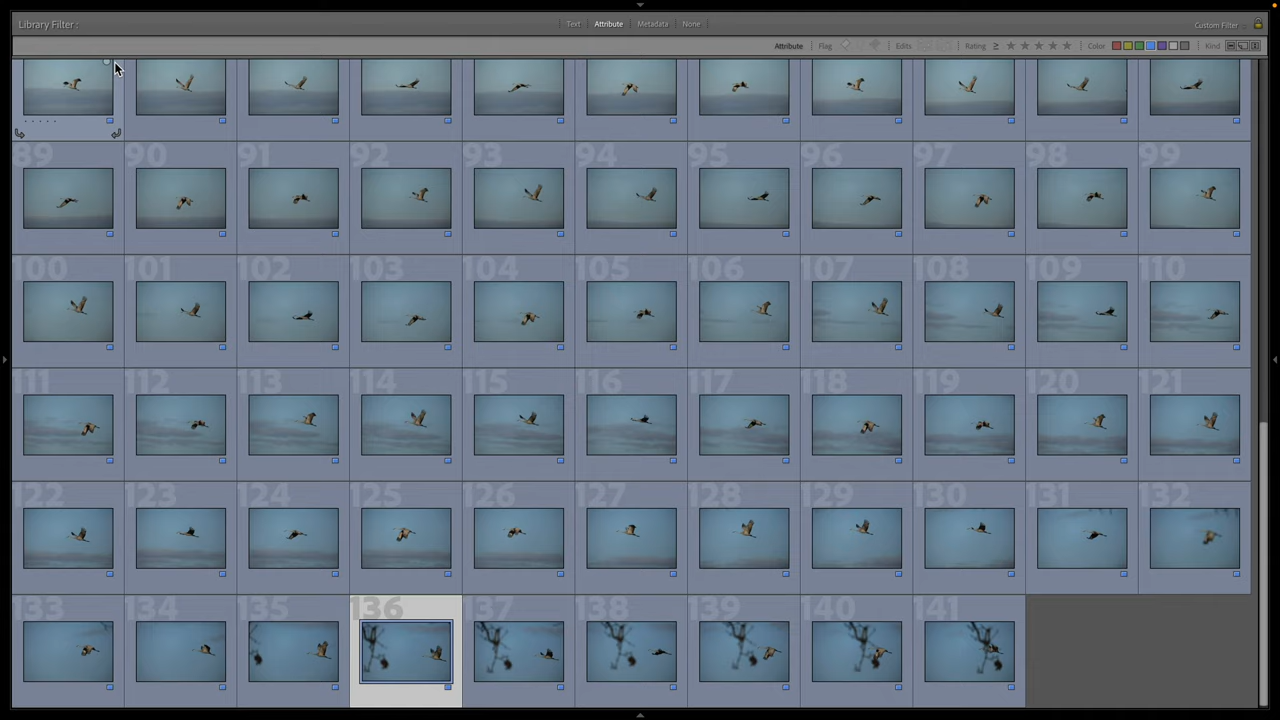 Library Filter : Text Attribute Metadata None Custom Filter
Attribute Flag Edits Rating ≥ ★ ★ ★ ★ ★ Color Kind
89 90 91 92 93 94 95 96 97 98 99
100 101 102 103 104 105 106 107 108 109 110
111 112 113 114 115 116 117 118 119 120 121
122 123 124 125 126 127 128 129 130 131 132
133 134 135 136 137 138 139 140 141